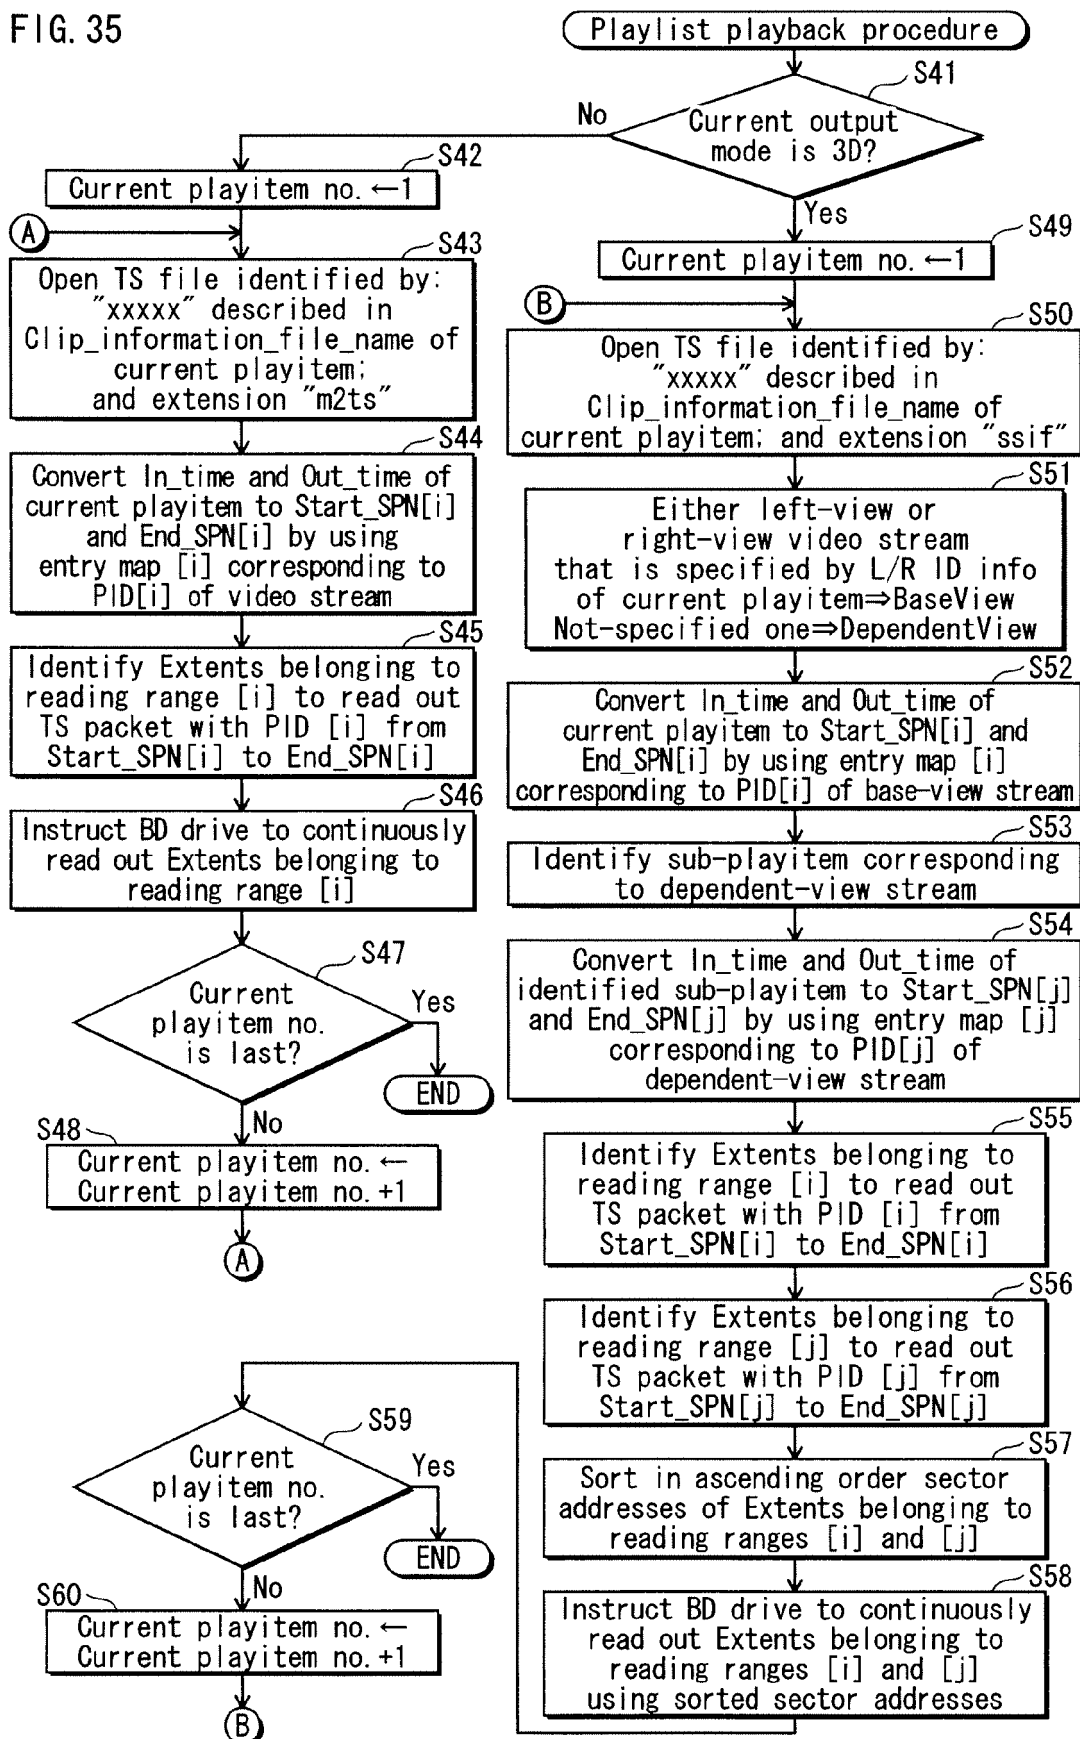 FIG. 35
Playlist playback procedure
S41
Current output
mode is 3D?
No
Yes
S42
Current playitem no.←1
A
S43
Open TS file identified by:
"xxxxx" described in
Clip_information_file_name of
current playitem;
and extension "m2ts"
S44
Convert In_time and Out_time of
current playitem to Start_SPN[i]
and End_SPN[i] by using
entry map [i] corresponding to
PID[i] of video stream
S45
Identify Extents belonging to
reading range [i] to read out
TS packet with PID [i] from
Start_SPN[i] to End_SPN[i]
S46
Instruct BD drive to continuously
read out Extents belonging to
reading range [i]
S47
Current
playitem no.
is last?
Yes
END
No
S48
Current playitem no.←
Current playitem no.+1
A
S49
Current playitem no.←1
B
S50
Open TS file identified by:
"xxxxx" described in
Clip_information_file_name of
current playitem; and extension "ssif"
S51
Either left-view or
right-view video stream
that is specified by L/R ID info
of current playitem⇒BaseView
Not-specified one⇒DependentView
S52
Convert In_time and Out_time of
current playitem to Start_SPN[i] and
End_SPN[i] by using entry map [i]
corresponding to PID[i] of base-view stream
S53
Identify sub-playitem corresponding
to dependent-view stream
S54
Convert In_time and Out_time of
identified sub-playitem to Start_SPN[j]
and End_SPN[j] by using entry map [j]
corresponding to PID[j] of
dependent-view stream
S55
Identify Extents belonging to
reading range [i] to read out
TS packet with PID [i] from
Start_SPN[i] to End_SPN[i]
S56
Identify Extents belonging to
reading range [j] to read out
TS packet with PID [j] from
Start_SPN[j] to End_SPN[j]
S57
Sort in ascending order sector
addresses of Extents belonging to
reading ranges [i] and [j]
S58
Instruct BD drive to continuously
read out Extents belonging to
reading ranges [i] and [j]
using sorted sector addresses
S59
Current
playitem no.
is last?
Yes
END
No
S60
Current playitem no.←
Current playitem no.+1
B